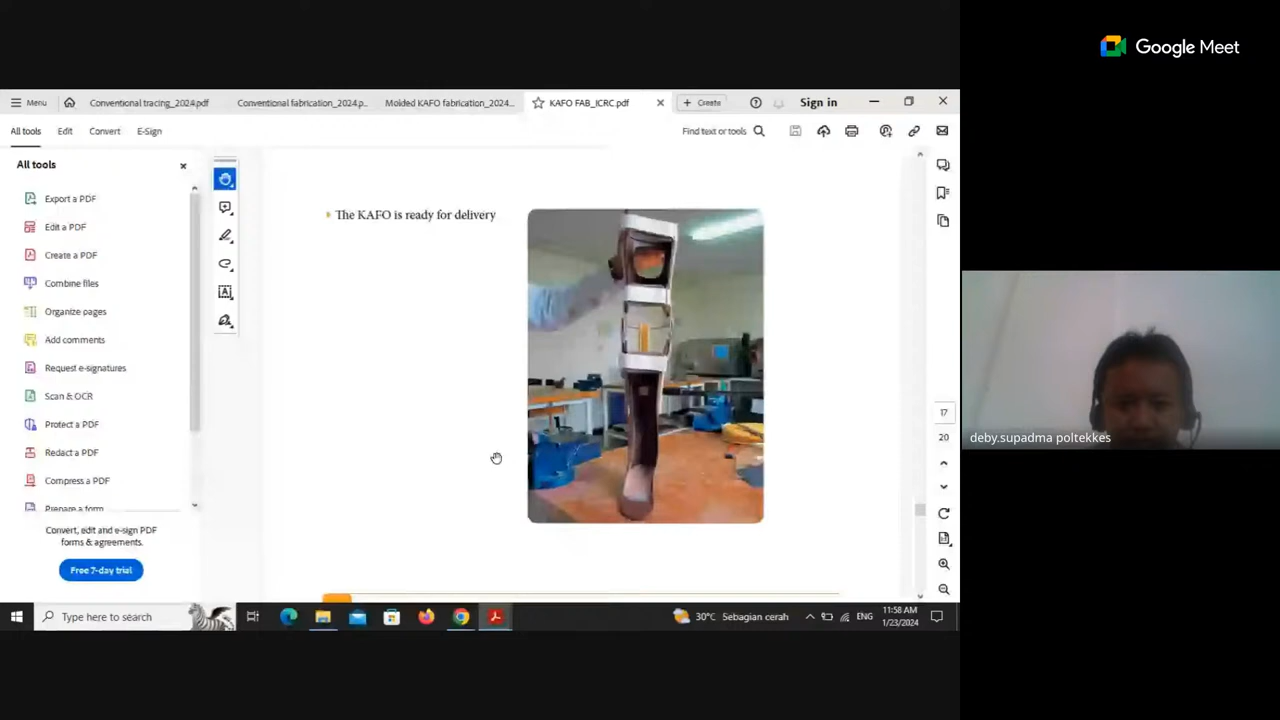 Google Meet
Menu
Conventional tracing_2024.pdf
Conventional fabrication_2024.p...
Molded KAFO fabrication_2024...
KAFO FAB_ICRC.pdf
Create
Sign in
All tools
Edit
Convert
E-Sign
Find text or tools
All tools
Export a PDF
Edit a PDF
Create a PDF
Combine files
Organize pages
Add comments
Request e-signatures
Scan & OCR
Protect a PDF
Redact a PDF
Compress a PDF
Prepare a form
Convert, edit and e-sign PDF
forms & agreements.
Free 7-day trial
The KAFO is ready for delivery
17
20
deby.supadma poltekkes
Type here to search
30°C Sebagian cerah
ENG
11:58 AM
1/23/2024